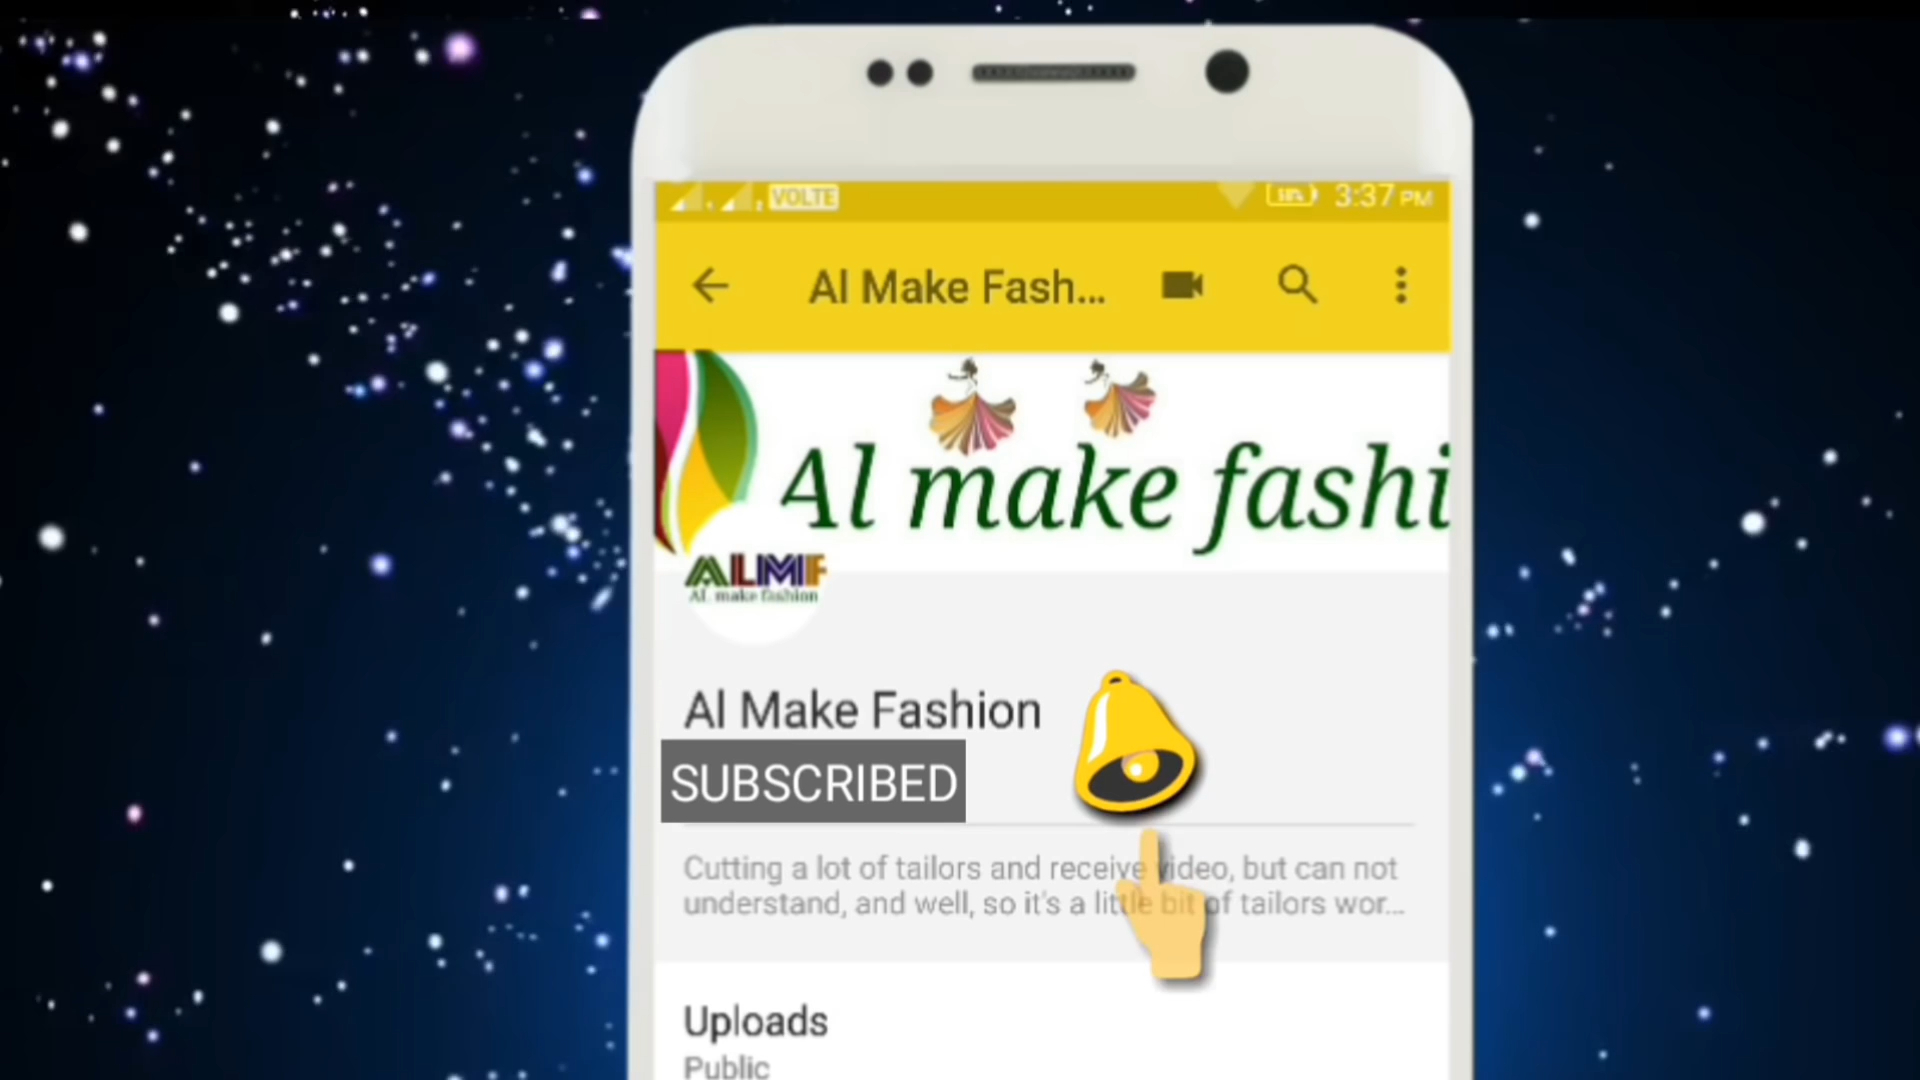 VOLTE
3:37 PM
Al Make Fash...
Al make fashi
ALMF
AL make fashion
Al Make Fashion
SUBSCRIBED
Cutting a lot of tailors and receive video, but can not
understand, and well, so it's a little bit of tailors wor...
Uploads
Public